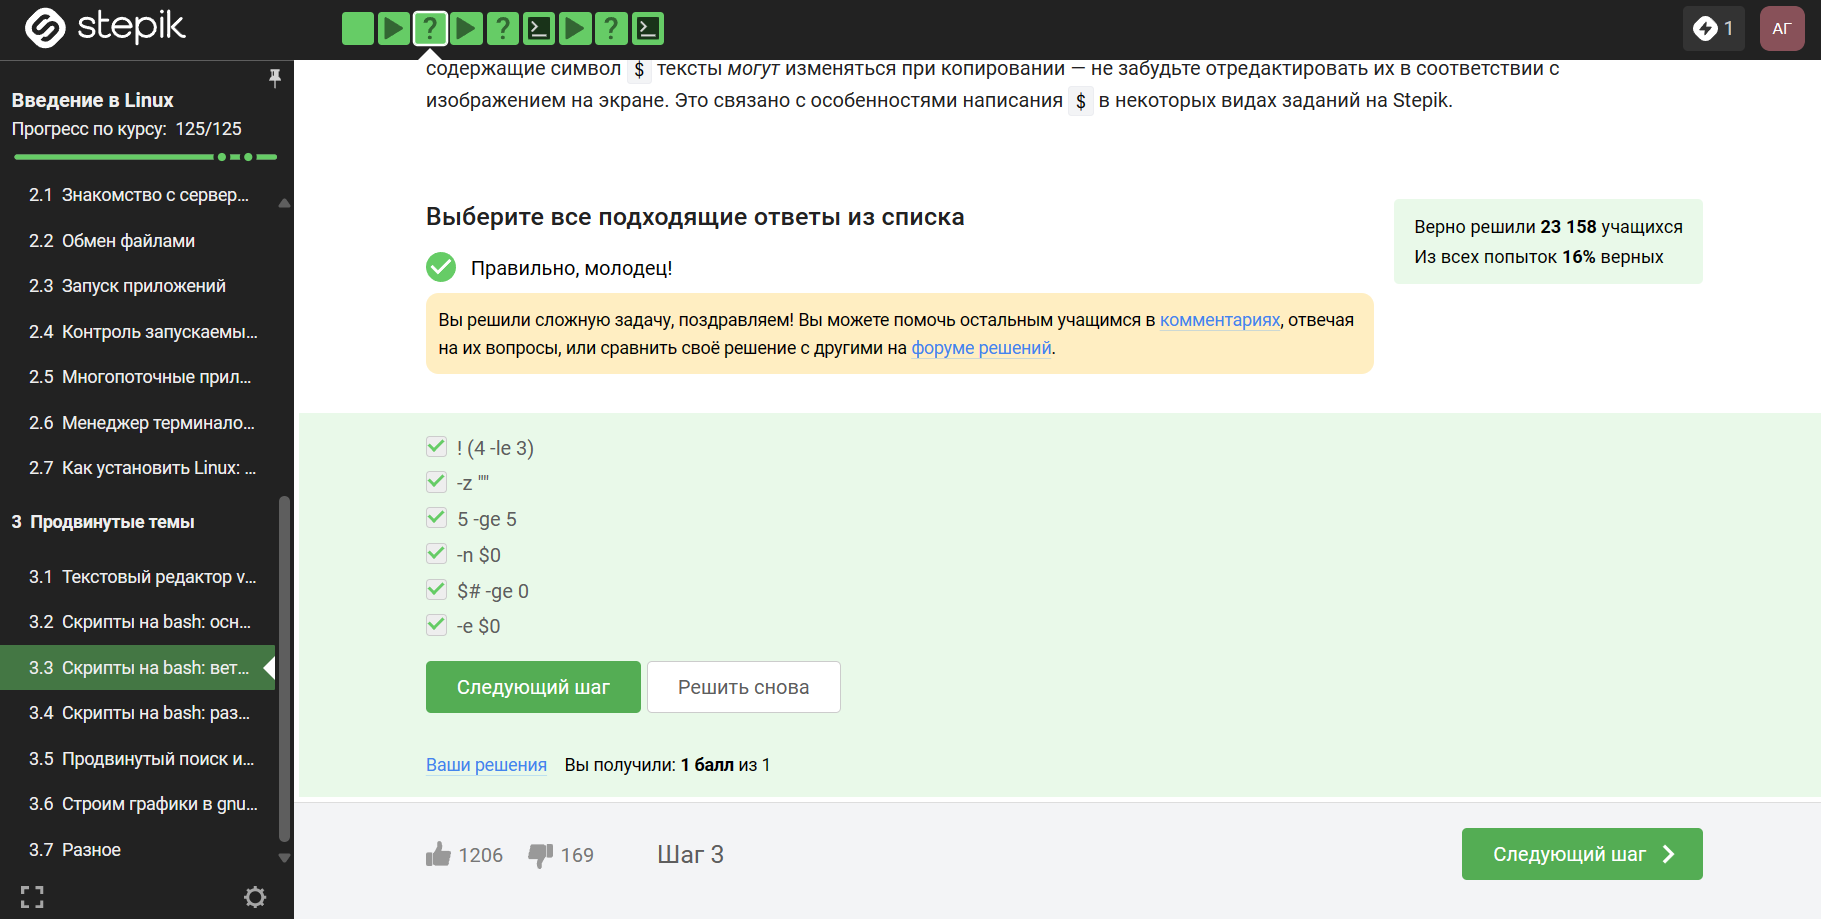 stepik
1
АГ
Введение в Linux
Прогресс по курсу: 125/125
2.1 Знакомство с сервер...
2.2 Обмен файлами
2.3 Запуск приложений
2.4 Контроль запускаемы...
2.5 Многопоточные прил...
2.6 Менеджер терминало...
2.7 Как установить Linux: ...
3 Продвинутые темы
3.1 Текстовый редактор v...
3.2 Скрипты на bash: осн...
3.3 Скрипты на bash: вет...
3.4 Скрипты на bash: раз...
3.5 Продвинутый поиск и...
3.6 Строим графики в gnu...
3.7 Разное
содержащие символ $ тексты могут изменяться при копировании — не забудьте отредактировать их в соответствии с
изображением на экране. Это связано с особенностями написания $ в некоторых видах заданий на Stepik.
Выберите все подходящие ответы из списка
Верно решили 23 158 учащихся
Из всех попыток 16% верных
Правильно, молодец!
Вы решили сложную задачу, поздравляем! Вы можете помочь остальным учащимся в комментариях, отвечая
на их вопросы, или сравнить своё решение с другими на форуме решений.
! (4 -le 3)
-z ""
5 -ge 5
-n $0
$# -ge 0
-e $0
Следующий шаг
Решить снова
Ваши решения Вы получили: 1 балл из 1
1206 169 Шаг 3
Следующий шаг